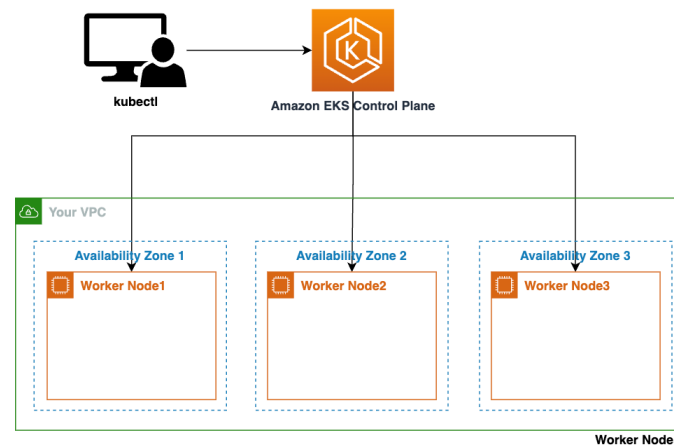 kubectl
Amazon EKS Control Plane
Your VPC
Availability Zone 1
Availability Zone 2
Availability Zone 3
Worker Node1
Worker Node2
Worker Node3
Worker Node